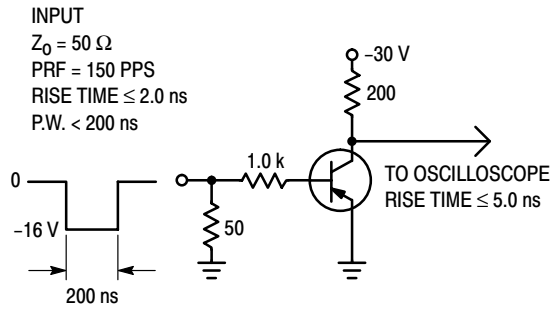 INPUT
Zo = 50 Ω
PRF = 150 PPS
RISE TIME ≤ 2.0 ns
P.W. < 200 ns
−30 V
200
1.0 k
TO OSCILLOSCOPE
RISE TIME ≤ 5.0 ns
0
50
−16 V
200 ns